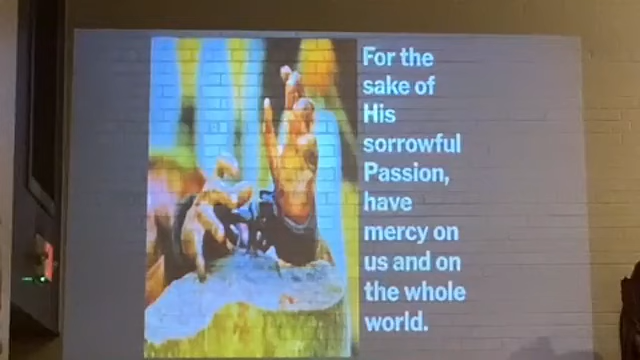 For the
sake of
His
sorrowful
Passion,
have
mercy on
us and on
the whole
world.